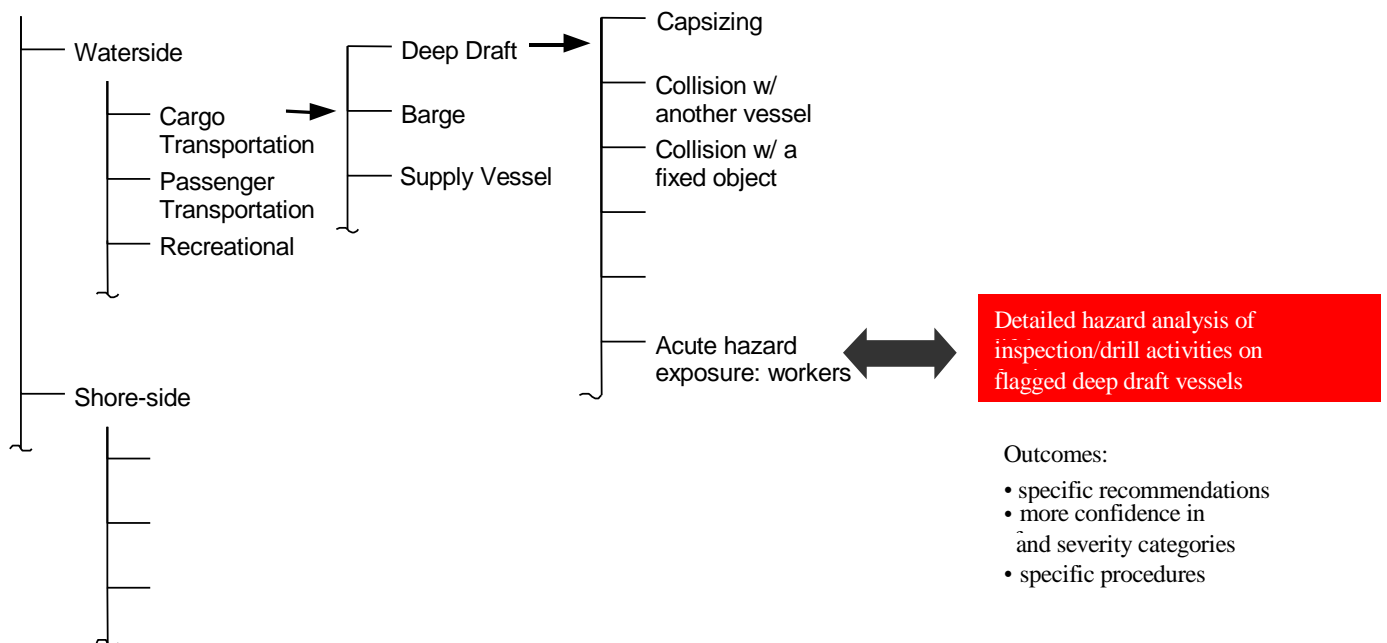 Waterside
Cargo
Transportation
Passenger
Transportation
Recreational
Shore-side
Deep Draft
Barge
Supply Vessel
Capsizing
Collision w/
another vessel
Collision w/ a
fixed object
Acute hazard
exposure: workers
Detailed hazard analysis of
inspection/drill activities on
flagged deep draft vessels
Outcomes:
• specific recommendations
• more confidence in
and severity categories
• specific procedures